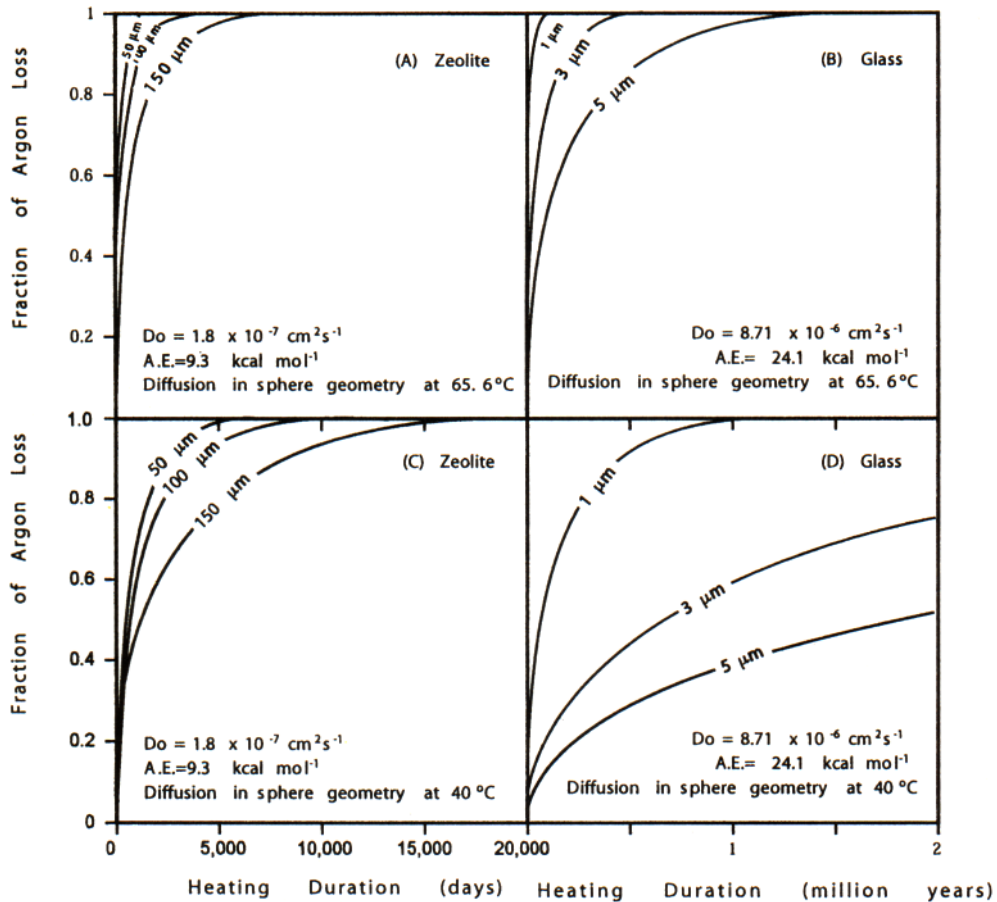 Fraction of Argon Loss
1.0
0.8
0.6
0.4
0.2
50 µm
100 µm
150 µm
(A) Zeolite
Do = 1.8 x 10⁻⁷ cm²s⁻¹
A.E.=9.3 kcal mol⁻¹
Diffusion in sphere geometry at 65.6°C
1 µm
3 µm
5 µm
(B) Glass
Do = 8.71 x 10⁻⁶ cm²s⁻¹
A.E.= 24.1 kcal mol⁻¹
Diffusion in sphere geometry at 65.6°C
Fraction of Argon Loss
1.0
0.8
0.6
0.4
0.2
0
50 µm
100 µm
150 µm
(C) Zeolite
Do = 1.8 x 10⁻⁷ cm²s⁻¹
A.E.=9.3 kcal mol⁻¹
Diffusion in sphere geometry at 40 °C
1 µm
3 µm
5 µm
(D) Glass
Do = 8.71 x 10⁻⁶ cm²s⁻¹
A.E.= 24.1 kcal mol⁻¹
Diffusion in sphere geometry at 40 °C
0 5,000 10,000 15,000 20,000 1 2
Heating Duration (days)
Heating Duration (million years)